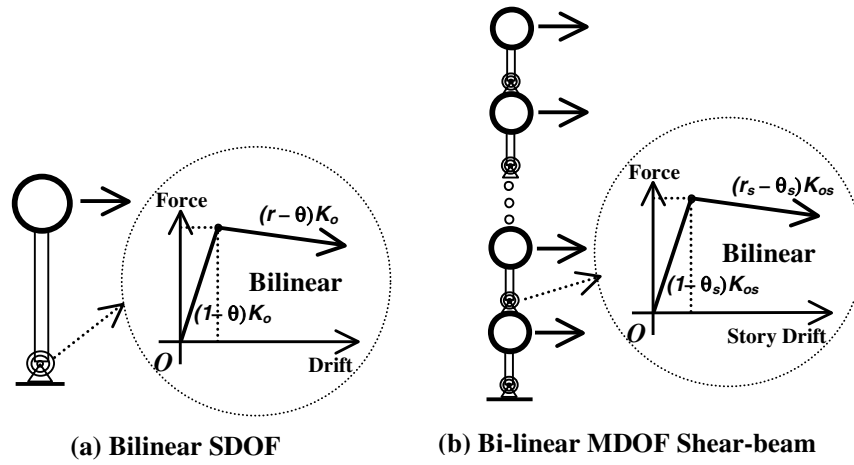 Force
(r – θ)Kₒ
Bilinear
(1– θ)Kₒ
O
Drift
(a) Bilinear SDOF
Force
(rₛ – θₛ)Kₒₛ
Bilinear
(1– θₛ)Kₒₛ
O
Story Drift
(b) Bi-linear MDOF Shear-beam